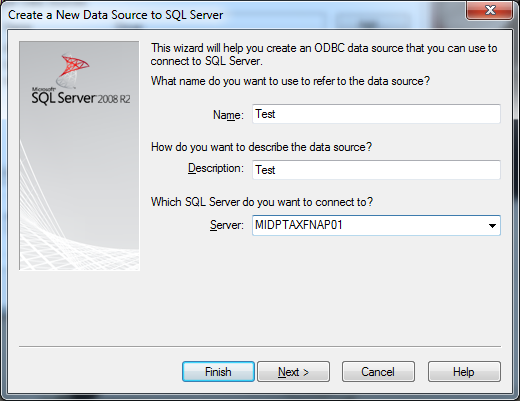 Create a New Data Source to SQL Server
This wizard will help you create an ODBC data source that you can use to
connect to SQL Server.
What name do you want to use to refer to the data source?
Name: Test
How do you want to describe the data source?
Description: Test
Which SQL Server do you want to connect to?
Server: MIDPTAXFNAP01
Microsoft
SQL Server 2008 R2
Finish
Next >
Cancel
Help